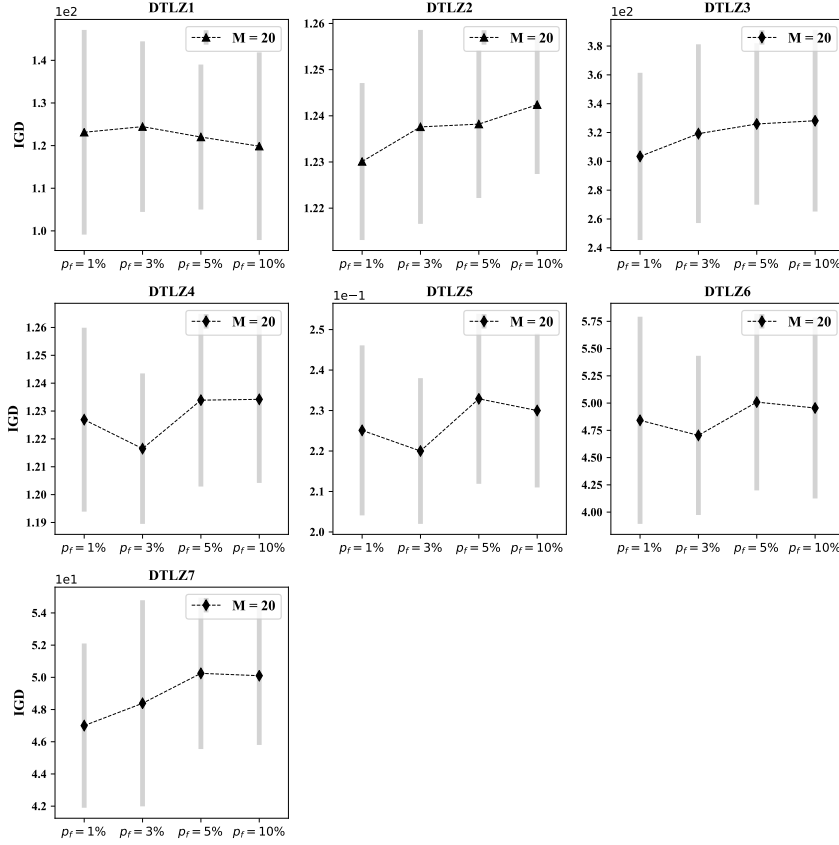 DTLZ1
1e2
M = 20
1.4
1.3
1.2
1.1
1.0
IGD
p_f = 1%
p_f = 3%
p_f = 5%
p_f = 10%
DTLZ2
M = 20
1.26
1.25
1.24
1.23
1.22
p_f = 1%
p_f = 3%
p_f = 5%
p_f = 10%
DTLZ3
1e2
M = 20
3.8
3.6
3.4
3.2
3.0
2.8
2.6
2.4
p_f = 1%
p_f = 3%
p_f = 5%
p_f = 10%
DTLZ4
M = 20
1.26
1.25
1.24
1.23
1.22
1.21
1.20
1.19
IGD
p_f = 1%
p_f = 3%
p_f = 5%
p_f = 10%
DTLZ5
1e−1
M = 20
2.5
2.4
2.3
2.2
2.1
2.0
p_f = 1%
p_f = 3%
p_f = 5%
p_f = 10%
DTLZ6
M = 20
5.75
5.50
5.25
5.00
4.75
4.50
4.25
4.00
p_f = 1%
p_f = 3%
p_f = 5%
p_f = 10%
DTLZ7
1e1
M = 20
5.4
5.2
5.0
4.8
4.6
4.4
4.2
IGD
p_f = 1%
p_f = 3%
p_f = 5%
p_f = 10%